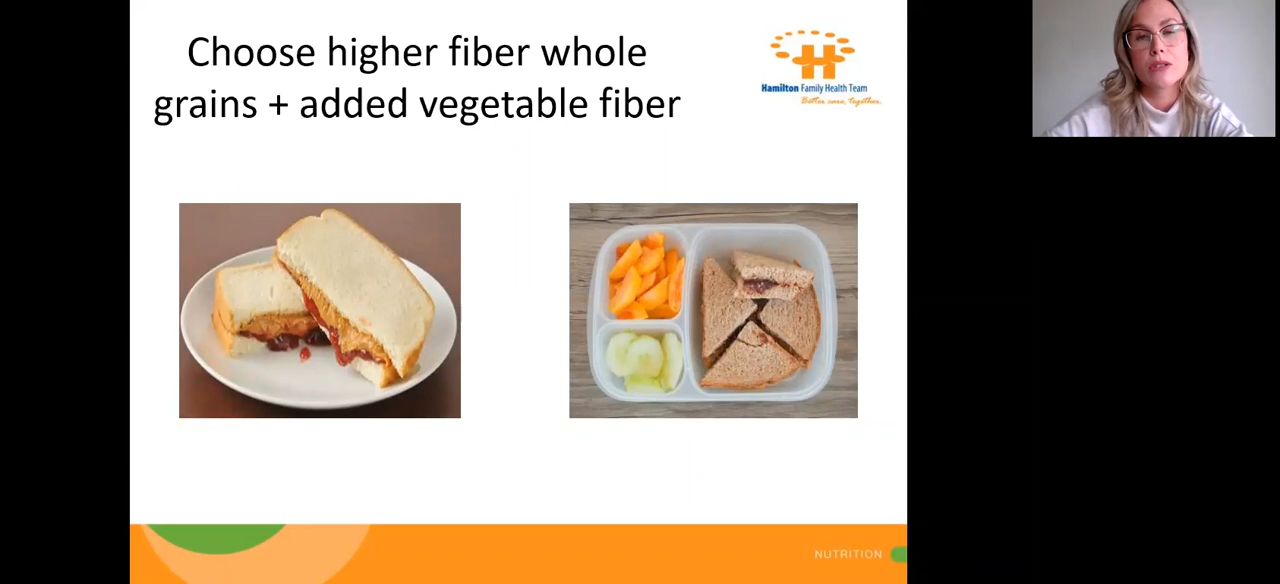 Choose higher fiber whole
grains + added vegetable fiber
Hamilton Family Health Team
Better care, together.
NUTRITION